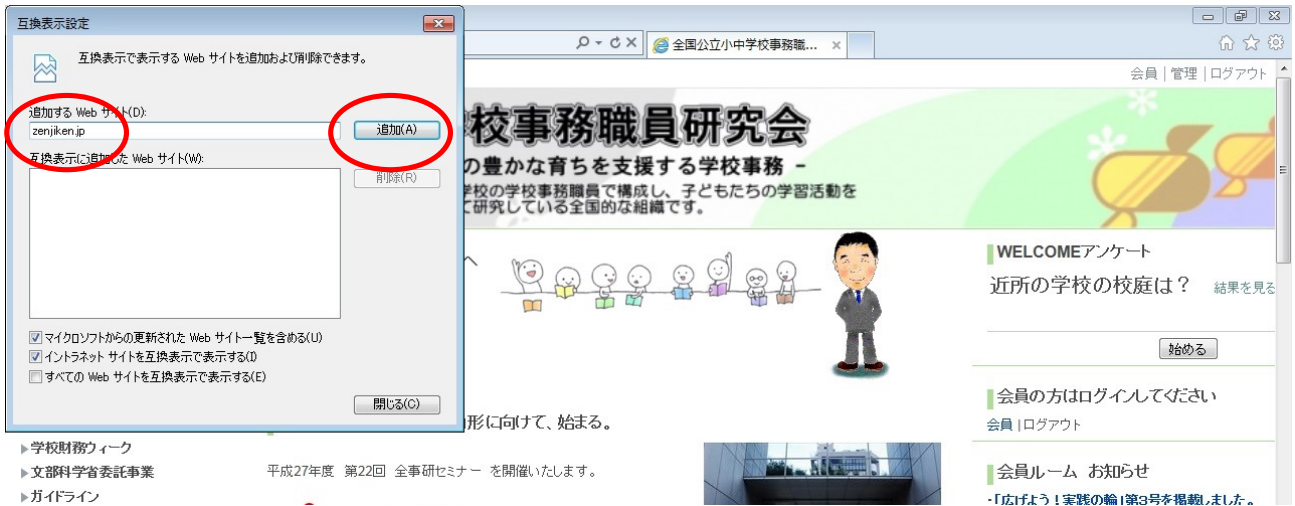 互換表示設定
互換表示で表示する Web サイトを追加および削除できます。
追加する Web サイト(D):
zenjiken.jp
追加(A)
互換表示に追加した Web サイト(W):
削除(R)
マイクロソフトからの更新された Web サイト一覧を含める(U)
イントラネット サイトを互換表示で表示する(I)
すべての Web サイトを互換表示で表示する(E)
閉じる(C)
全国公立小中学校事務職...
会員 | 管理 | ログアウト
校事務職員研究会
の豊かな育ちを支援する学校事務 -
学校の学校事務職員で構成し、子どもたちの学習活動を
て研究している全国的な組織です。
へ
形に向けて、始まる。
▶学校財務ウィーク
▶文部科学省委託事業
▶ガイドライン
平成27年度 第22回 全事研セミナー を開催いたします。
WELCOMEアンケート
近所の学校の校庭は?
結果を見る
始める
会員の方はログインしてください
会員 | ログアウト
会員ルーム お知らせ
・「広げよう!実践の輪」第3号を掲載しました。